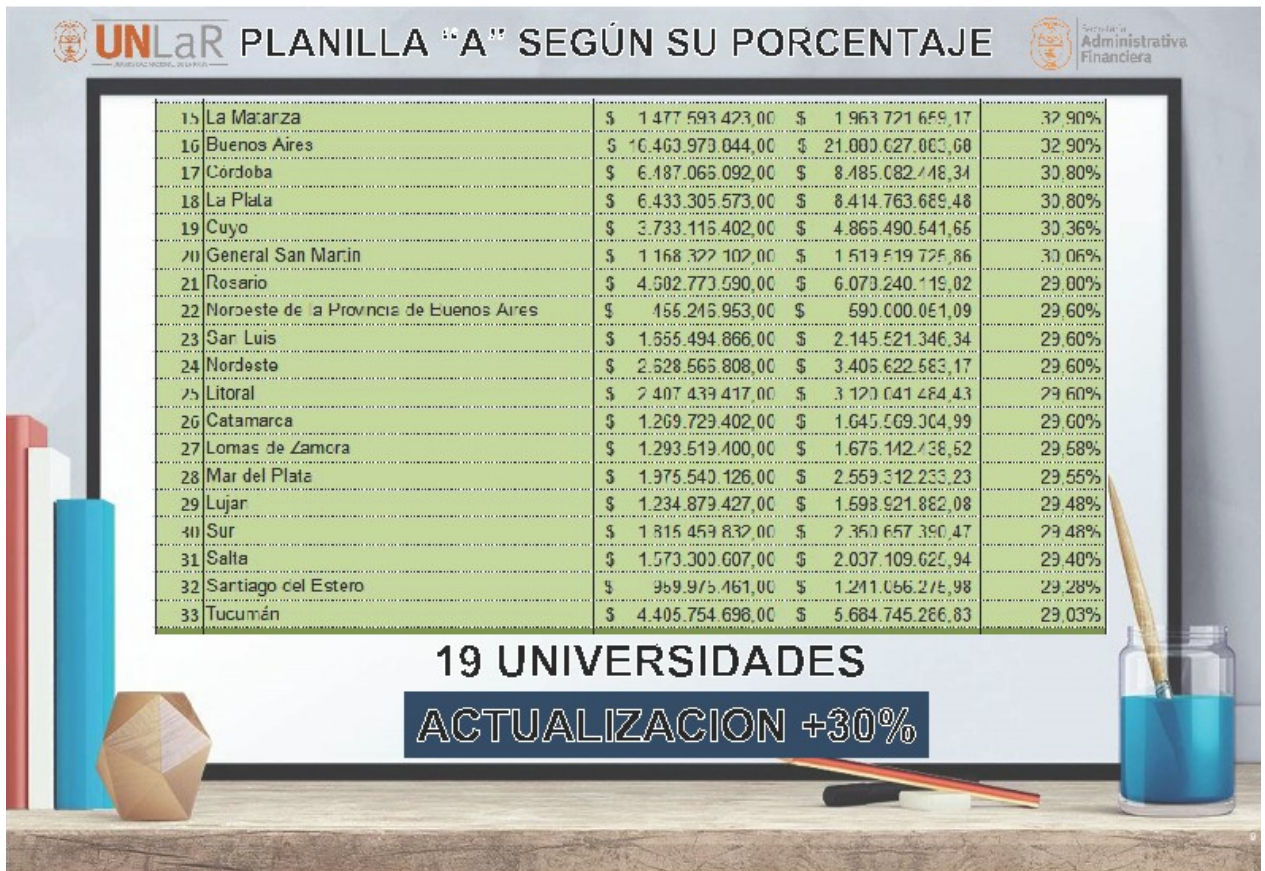 UNLaR PLANILLA “A” SEGÚN SU PORCENTAJE
Secretaría
Administrativa
Financiera
15 La Matanza $ 1.477.593.423,00 $ 1.963.721.659,17 32,90%
16 Buenos Aires $ 16.463.978.844,00 $ 21.880.627.883,68 32,90%
17 Córdoba $ 6.487.066.092,00 $ 8.485.082.448,34 30,80%
18 La Plata $ 6.433.305.573,00 $ 8.414.763.689,48 30,80%
19 Cuyo $ 3.733.116.402,00 $ 4.866.490.541,65 30,36%
20 General San Martin $ 1.168.322.102,00 $ 1.519.519.725,86 30,06%
21 Rosario $ 4.682.773.590,00 $ 6.078.240.119,82 29,80%
22 Noroeste de la Provincia de Buenos Aires $ 455.246.953,00 $ 590.000.051,09 29,60%
23 San Luis $ 1.655.494.866,00 $ 2.145.521.346,34 29,60%
24 Nordeste $ 2.628.566.808,00 $ 3.406.622.583,17 29,60%
25 Litoral $ 2.407.439.417,00 $ 3.120.041.484,43 29,60%
26 Catamarca $ 1.269.729.402,00 $ 1.645.569.304,99 29,60%
27 Lomas de Zamora $ 1.293.519.400,00 $ 1.676.142.438,52 29,58%
28 Mar del Plata $ 1.975.540.126,00 $ 2.559.312.233,23 29,55%
29 Lujan $ 1.234.879.427,00 $ 1.598.921.882,08 29,48%
30 Sur $ 1.815.459.832,00 $ 2.350.657.390,47 29,48%
31 Salta $ 1.573.300.607,00 $ 2.037.109.625,94 29,48%
32 Santiago del Estero $ 959.975.461,00 $ 1.241.056.276,98 29,28%
33 Tucumán $ 4.405.754.698,00 $ 5.684.745.286,83 29,03%
19 UNIVERSIDADES
ACTUALIZACION +30%
9